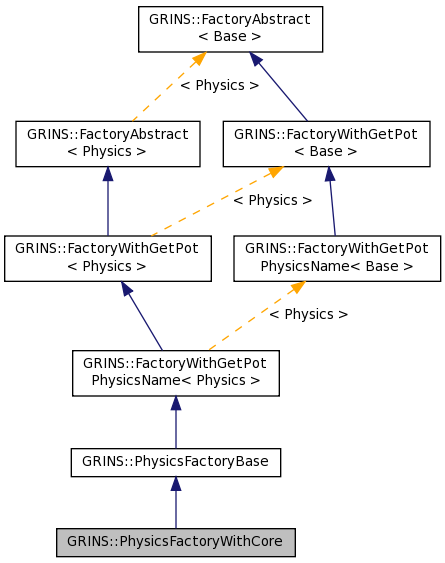 GRINS::FactoryAbstract
< Base >
< Physics >
GRINS::FactoryAbstract
< Physics >
GRINS::FactoryWithGetPot
< Base >
< Physics >
GRINS::FactoryWithGetPot
< Physics >
GRINS::FactoryWithGetPot
PhysicsName< Base >
< Physics >
GRINS::FactoryWithGetPot
PhysicsName< Physics >
GRINS::PhysicsFactoryBase
GRINS::PhysicsFactoryWithCore